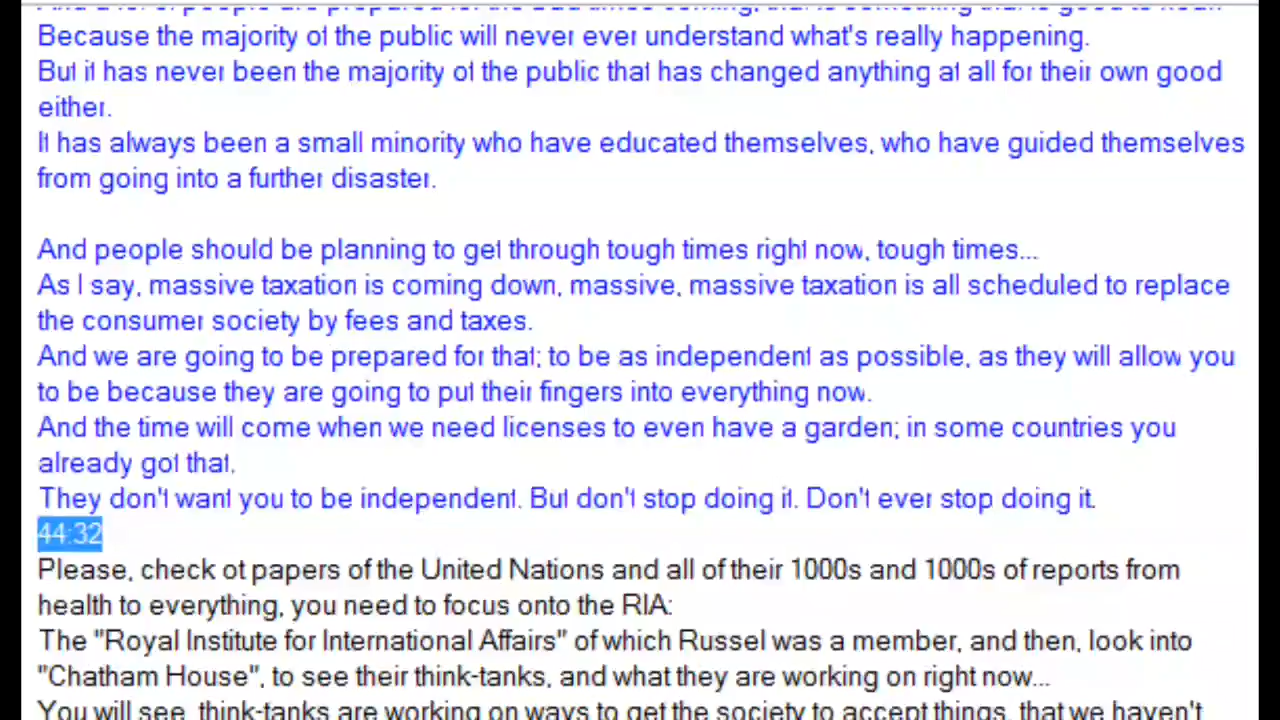 Because the majority of the public will never ever understand what's really happening.
But it has never been the majority of the public that has changed anything at all for their own good
either.
It has always been a small minority who have educated themselves, who have guided themselves
from going into a further disaster.
And people should be planning to get through tough times right now, tough times...
As I say, massive taxation is coming down, massive, massive taxation is all scheduled to replace
the consumer society by fees and taxes.
And we are going to be prepared for that; to be as independent as possible, as they will allow you
to be because they are going to put their fingers into everything now.
And the time will come when we need licenses to even have a garden; in some countries you
already got that.
They don't want you to be independent. But don't stop doing it. Don't ever stop doing it.
44:32
Please, check ot papers of the United Nations and all of their 1000s and 1000s of reports from
health to everything, you need to focus onto the RIA:
The "Royal Institute for International Affairs" of which Russel was a member, and then, look into
"Chatham House", to see their think-tanks, and what they are working on right now...
You will see, think-tanks are working on ways to get the society to accept things, that we haven't